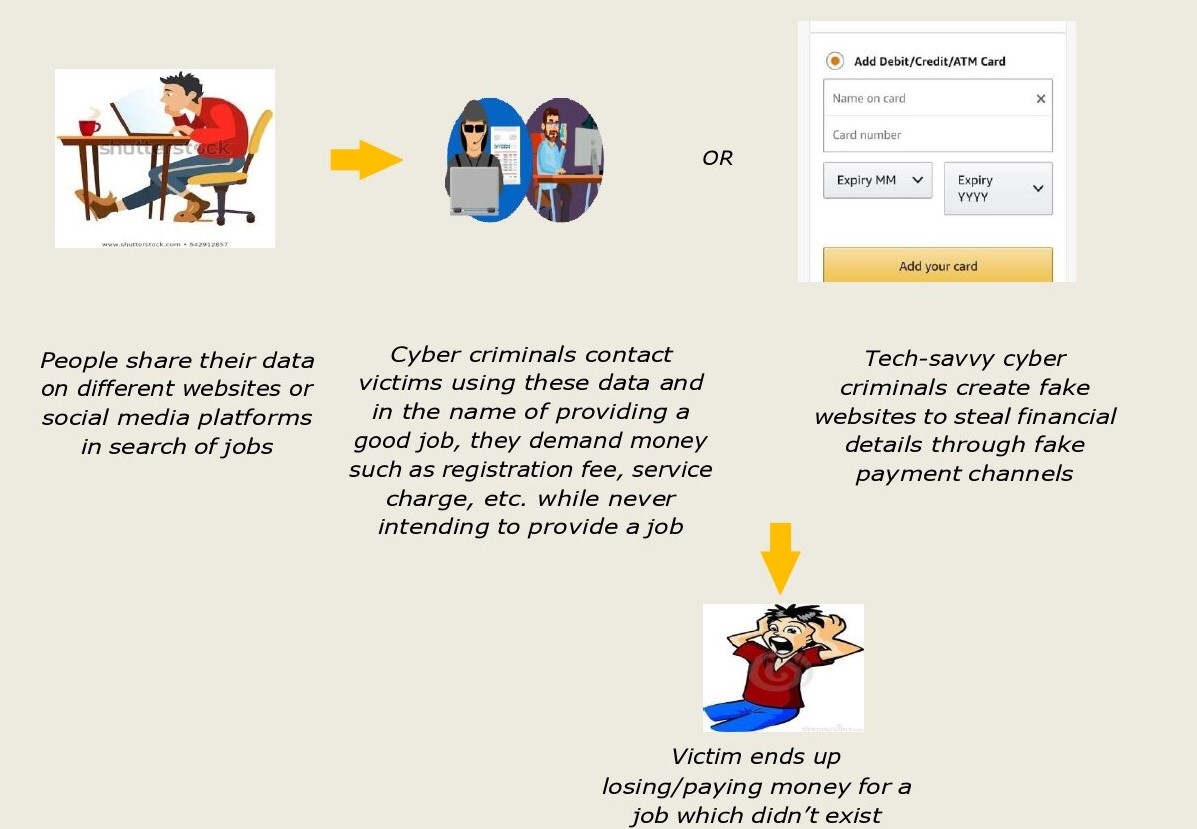 shutterstock
www.shutterstock.com • 542912857
OR
Add Debit/Credit/ATM Card
Name on card
Card number
Expiry MM
Expiry
YYYY
Add your card
People share their data
on different websites or
social media platforms
in search of jobs
Cyber criminals contact
victims using these data and
in the name of providing a
good job, they demand money
such as registration fee, service
charge, etc. while never
intending to provide a job
Tech-savvy cyber
criminals create fake
websites to steal financial
details through fake
payment channels
Victim ends up
losing/paying money for a
job which didn’t exist